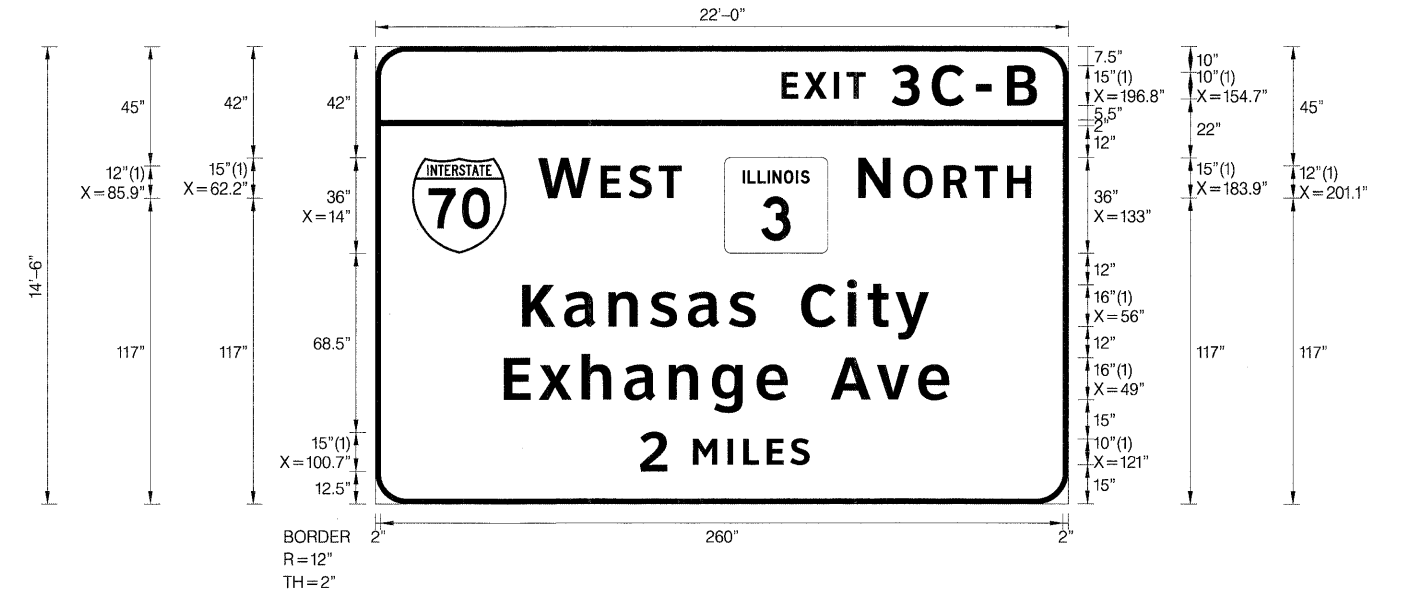 22'–0"
7.5"
10"
EXIT 3C-B
15"(1)
X=196.8"
10"(1)
X=154.7"
45"
42"
42"
45"
5.5"
2"
22"
12"
INTERSTATE
70
WEST
ILLINOIS
3
NORTH
12"(1)
X=85.9"
15"(1)
X=62.2"
36"
X=14"
36"
X=133"
15"(1)
X=183.9"
12"(1)
X=201.1"
14'–6"
12"
Kansas City
16"(1)
X=56"
117"
117"
68.5"
12"
117"
117"
Exhange Ave
16"(1)
X=49"
15"
2 MILES
15"(1)
X=100.7"
10"(1)
X=121"
12.5"
15"
BORDER
R=12"
TH=2"
2"
260"
2"